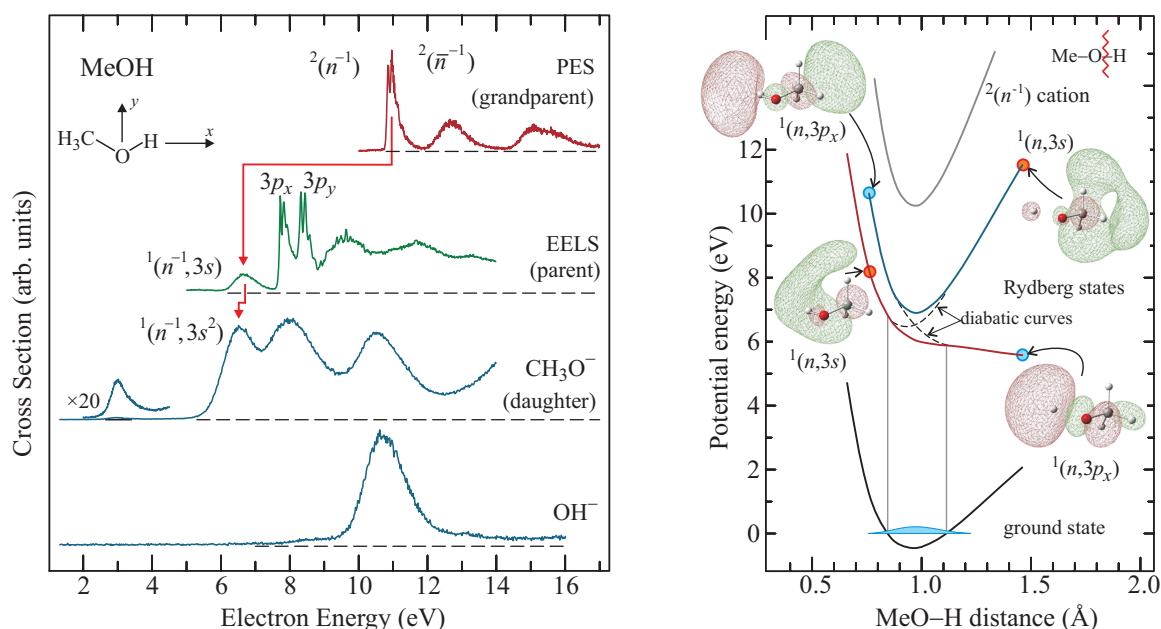 MeOH
²(n⁻¹)
²(n̄⁻¹)
PES
(grandparent)
y
H₃C
O
H
x
3pₓ
3p_y
¹(n⁻¹,3s)
EELS
(parent)
¹(n⁻¹,3s²)
CH₃O⁻
(daughter)
×20
OH⁻
Cross Section (arb. units)
2 4 6 8 10 12 14 16
Electron Energy (eV)
Me–O–H
²(n⁻¹) cation
¹(n,3pₓ)
¹(n,3s)
12
10
8
6
4
2
0
Potential energy (eV)
Rydberg states
diabatic curves
¹(n,3s)
¹(n,3pₓ)
ground state
0.5 1.0 1.5 2.0
MeO–H distance (Å)